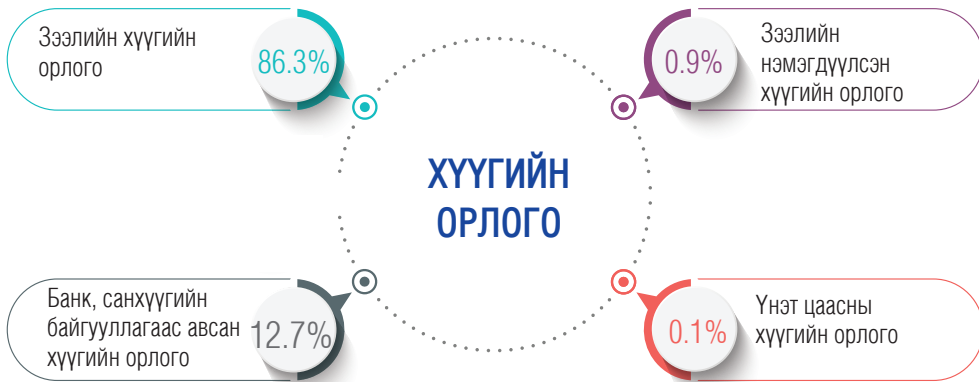 Зээлийн хүүгийн
орлого
86.3%
0.9%
Зээлийн
нэмэгдүүлсэн
хүүгийн орлого
ХҮҮГИЙН
ОРЛОГО
Банк, санхүүгийн
байгууллагаас авсан
хүүгийн орлого
12.7%
0.1%
Үнэт цаасны
хүүгийн орлого